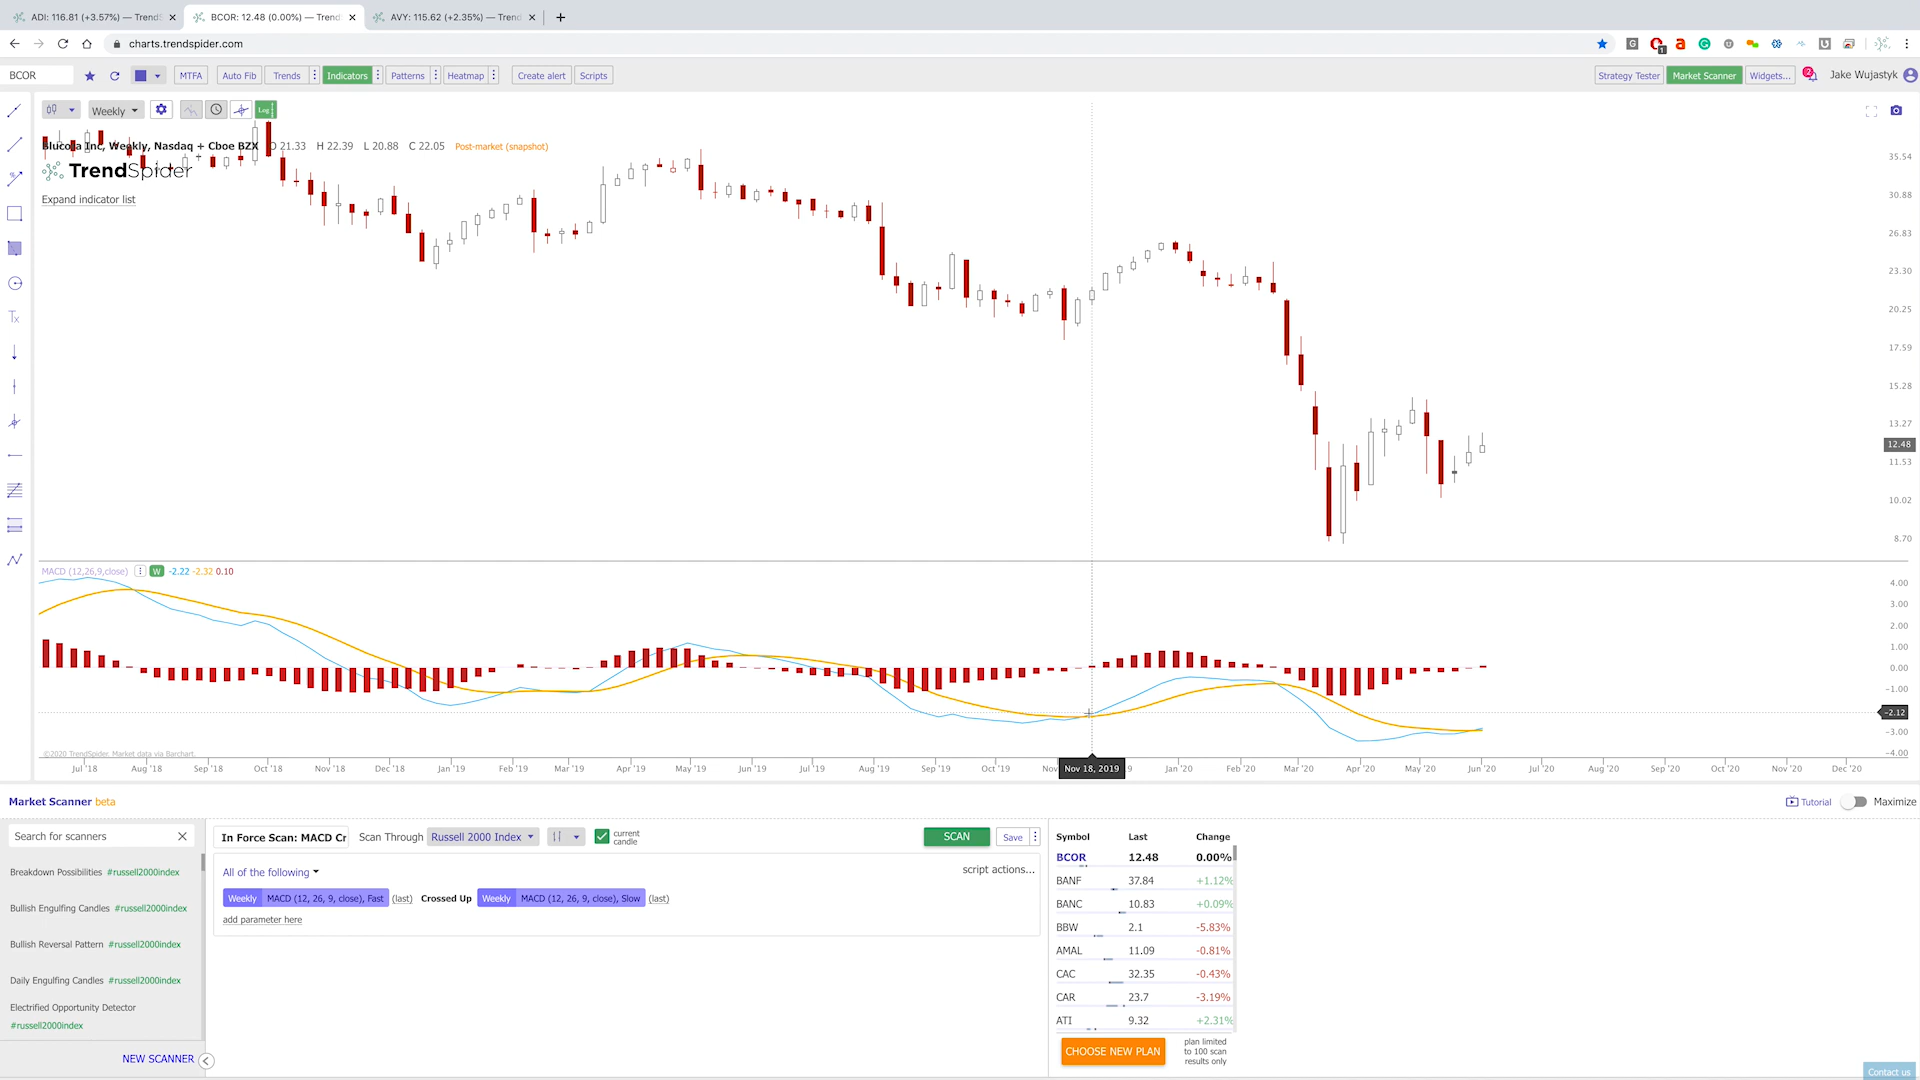 ADI: 116.81 (+3.57%) — TrendS
BCOR: 12.48 (0.00%) — Trend
AVY: 115.62 (+2.35%) — Trend
charts.trendspider.com
BCOR
MTFA
Auto Fib
Trends
Indicators
Patterns
Heatmap
Create alert
Scripts
Strategy Tester
Market Scanner
Widgets...
2
Jake Wujastyk
Weekly
Log
Blucora Inc, Weekly, Nasdaq + Cboe BZX O 21.33 H 22.39 L 20.88 C 22.05 Post-market (snapshot)
TrendSpider
Expand indicator list
35.54
30.88
26.83
23.30
20.25
17.59
15.28
13.27
12.48
11.53
10.02
8.70
MACD (12,26,9,close) W -2.22 -2.32 0.10
4.00
3.00
2.00
1.00
0.00
-1.00
-2.12
-3.00
-4.00
©2020 TrendSpider. Market data via Barchart.
Jul '18 Aug '18 Sep '18 Oct '18 Nov '18 Dec '18 Jan '19 Feb '19 Mar '19 Apr '19 May '19 Jun '19 Jul '19 Aug '19 Sep '19 Oct '19 Nov Nov 18, 2019 9 Jan '20 Feb '20 Mar '20 Apr '20 May '20 Jun '20 Jul '20 Aug '20 Sep '20 Oct '20 Nov '20 Dec '20
Market Scanner beta
Tutorial
Maximize
Search for scanners
Breakdown Possibilities #russell2000index
Bullish Engulfing Candles #russell2000index
Bullish Reversal Pattern #russell2000index
Daily Engulfing Candles #russell2000index
Electrified Opportunity Detector
#russell2000index
NEW SCANNER
In Force Scan: MACD Cr
Scan Through Russell 2000 Index
current
candle
SCAN
Save
All of the following
script actions...
Weekly MACD (12, 26, 9, close), Fast (last) Crossed Up Weekly MACD (12, 26, 9, close), Slow (last)
add parameter here
Symbol Last Change
BCOR 12.48 0.00%
BANF 37.84 +1.12%
BANC 10.83 +0.09%
BBW 2.1 -5.83%
AMAL 11.09 -0.81%
CAC 32.35 -0.43%
CAR 23.7 -3.19%
ATI 9.32 +2.31%
CHOOSE NEW PLAN
plan limited
to 100 scan
results only
Contact us